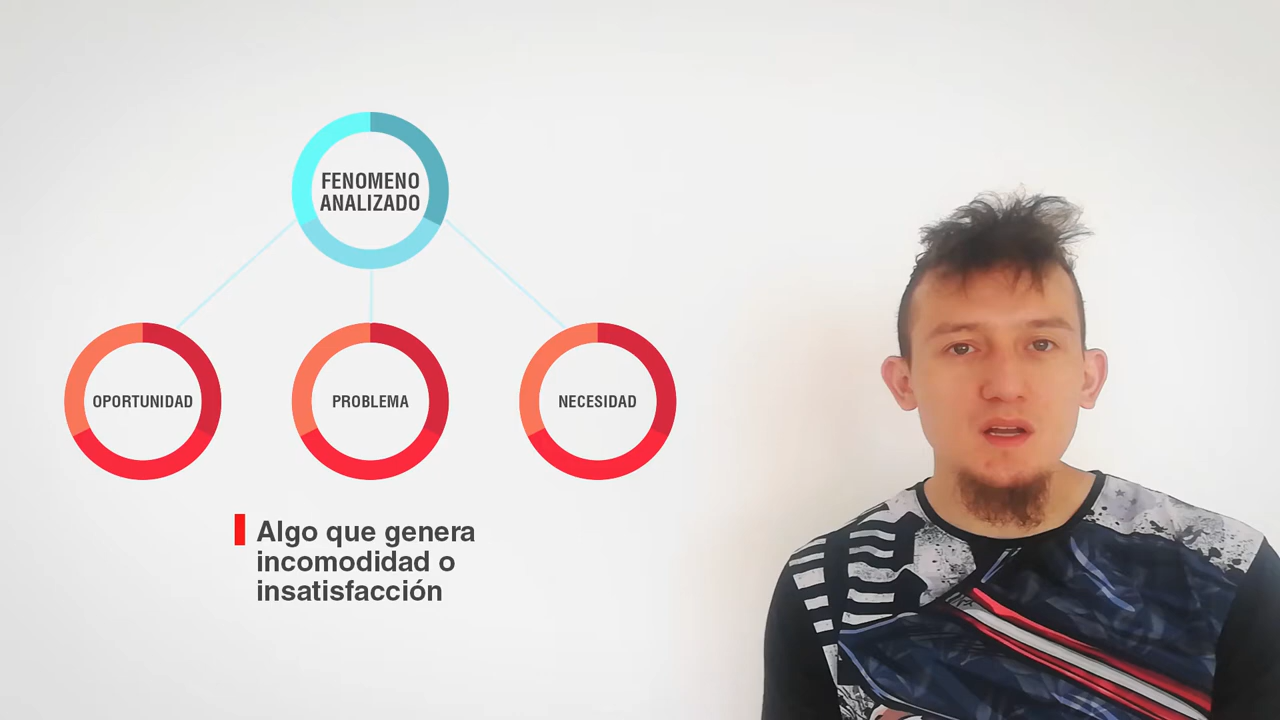 FENOMENO
ANALIZADO
OPORTUNIDAD
PROBLEMA
NECESIDAD
Algo que genera
incomodidad o
insatisfacción